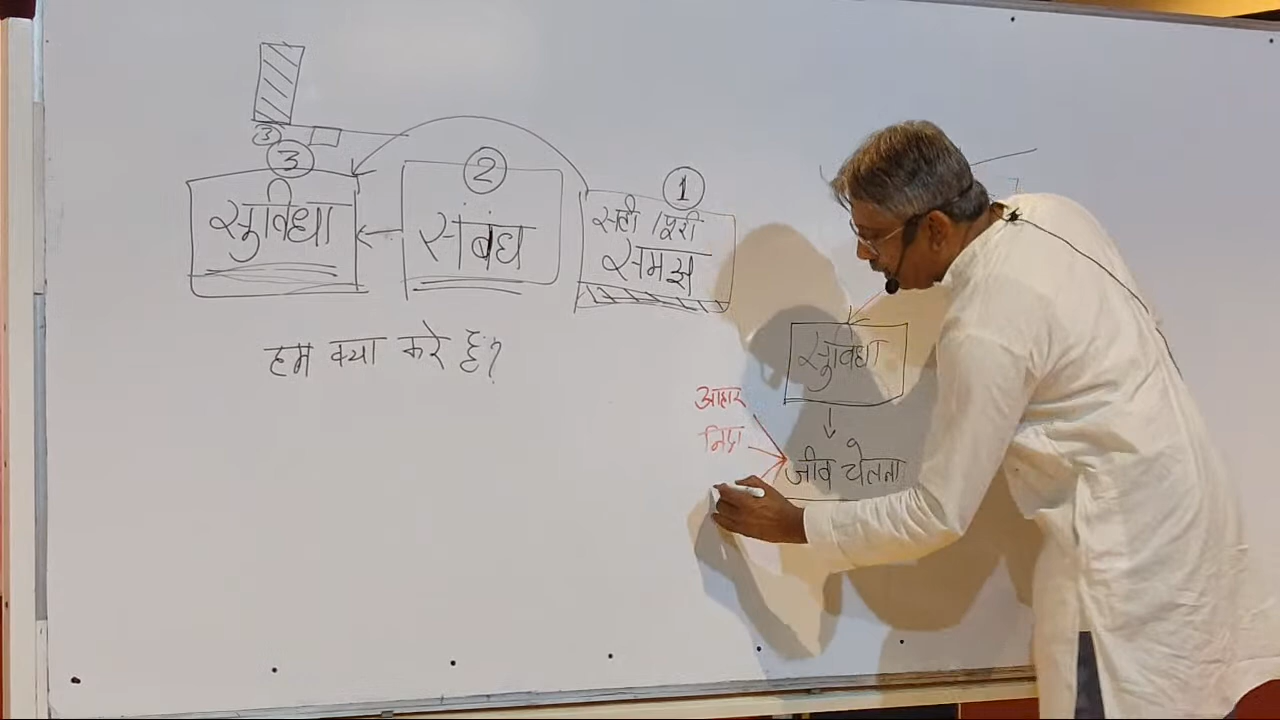 ③
③
②
①
सुविधा
संबंध
सही / पूरी
समझ
हम क्या करे हैं?
सुविधा
आहार
निद्रा
जीव चेतना